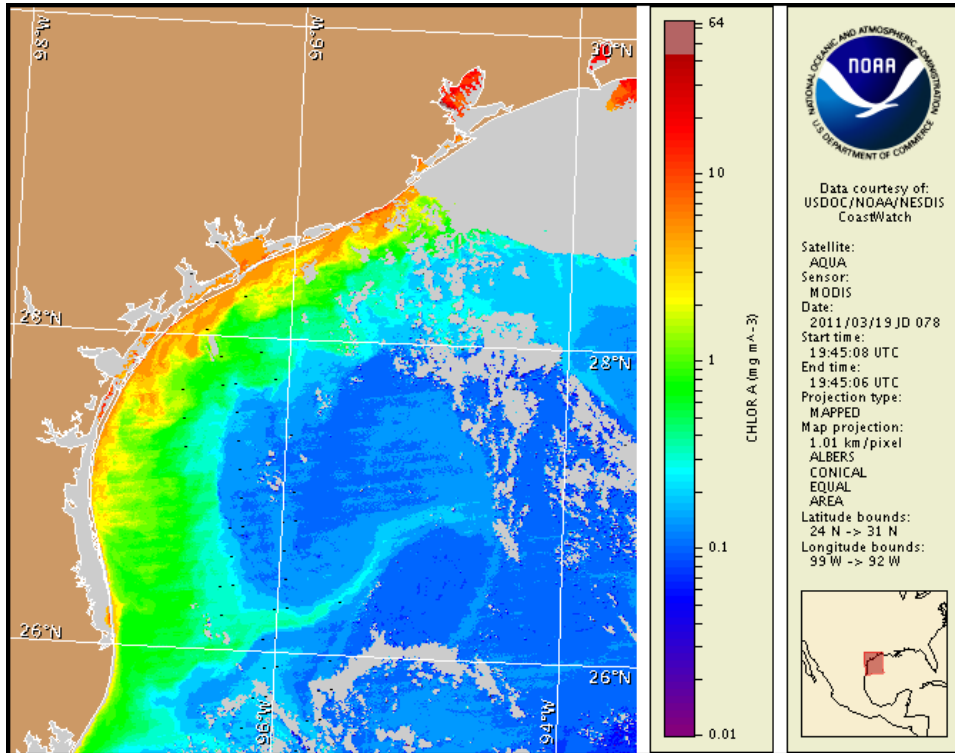 98°W
96°W
30°N
28°N
28°N
26°N
26°N
96°W
94°W
64
10
1
0.1
0.01
CHLOR A (mg m^-3)
NATIONAL OCEANIC AND ATMOSPHERIC ADMINISTRATION
NOAA
U.S. DEPARTMENT OF COMMERCE
Data courtesy of:
USDOC/NOAA/NESDIS
CoastWatch
Satellite:
AQUA
Sensor:
MODIS
Date:
2011/03/19 JD 078
Start time:
19:45:08 UTC
End time:
19:45:06 UTC
Projection type:
MAPPED
Map projection:
1.01 km/pixel
ALBERS
CONICAL
EQUAL
AREA
Latitude bounds:
24 N -> 31 N
Longitude bounds:
99 W -> 92 W